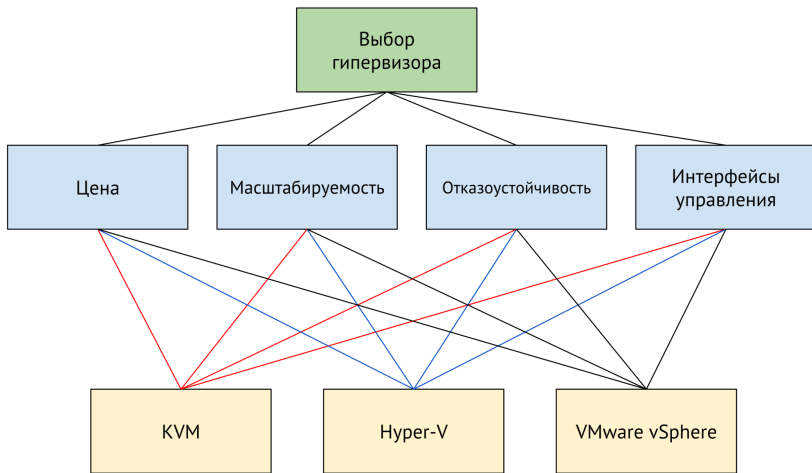 Выбор
гипервизора
Цена
Масштабируемость
Отказоустойчивость
Интерфейсы
управления
KVM
Hyper-V
VMware vSphere